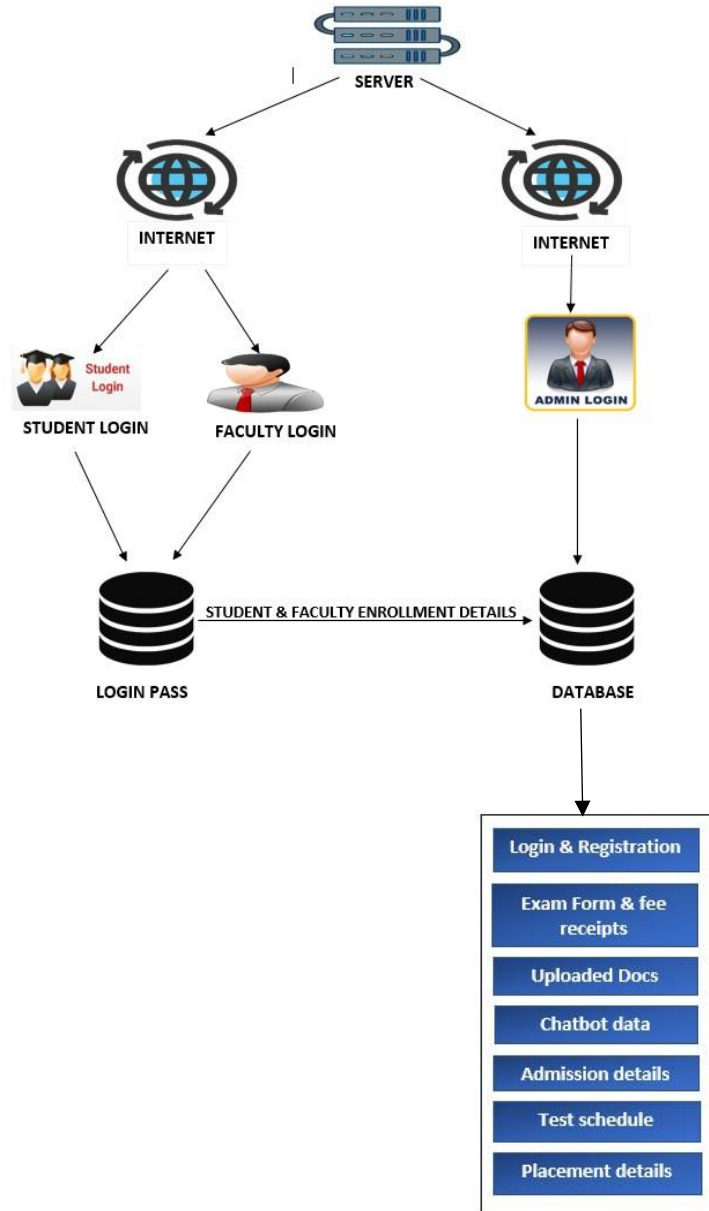 SERVER
INTERNET
INTERNET
Student
Login
ADMIN LOGIN
STUDENT LOGIN
FACULTY LOGIN
STUDENT & FACULTY ENROLLMENT DETAILS
LOGIN PASS
DATABASE
Login & Registration
Exam Form & fee
receipts
Uploaded Docs
Chatbot data
Admission details
Test schedule
Placement details